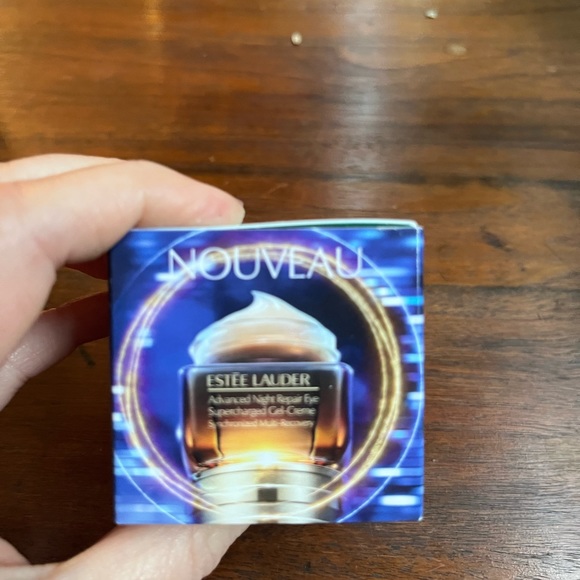 NOUVEAU
ESTĒE LAUDER
Advanced Night Repair Eye
Supercharged Gel-Creme
Synchronized Multi-Recovery